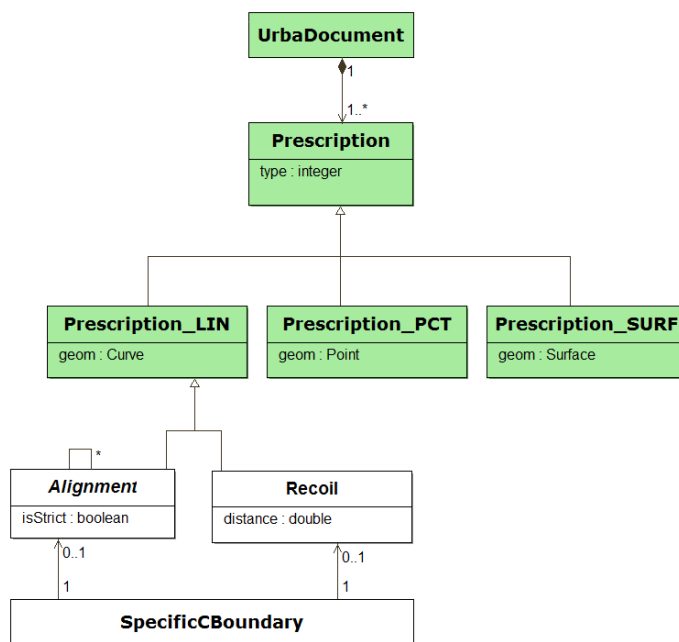 UrbaDocument
1
1..*
Prescription
type : integer
Prescription_LIN
geom : Curve
Prescription_PCT
geom : Point
Prescription_SURF
geom : Surface
*
Alignment
isStrict : boolean
Recoil
distance : double
0..1
0..1
1
1
SpecificCBoundary